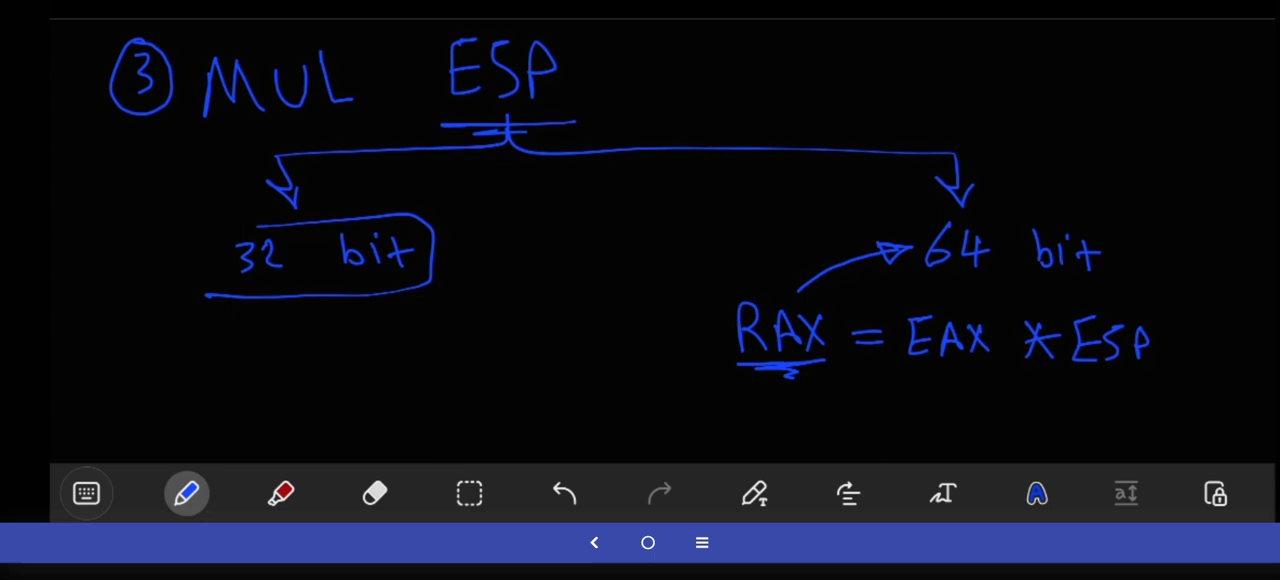 3 MUL ESP
32 bit
64 bit
RAX = EAX * ESP